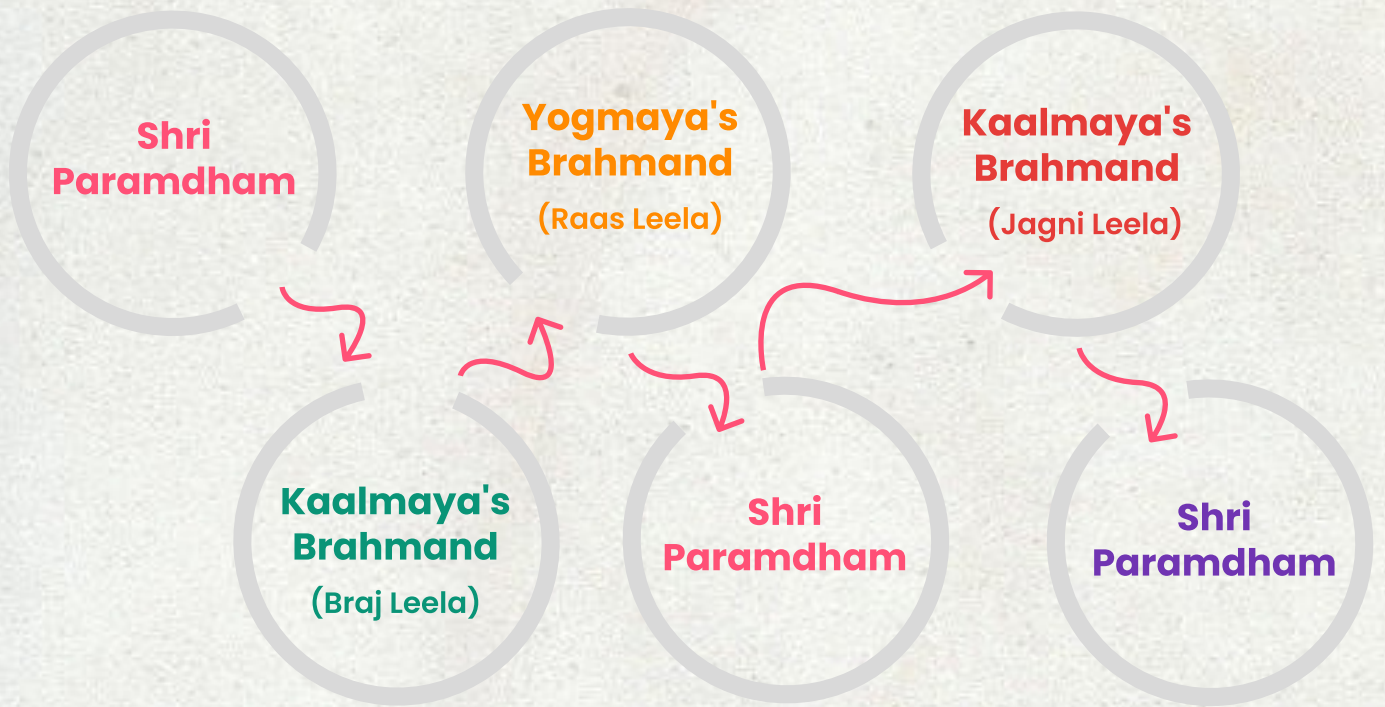 Shri
Paramdham
Kaalmaya's
Brahmand
(Braj Leela)
Yogmaya's
Brahmand
(Raas Leela)
Shri
Paramdham
Kaalmaya's
Brahmand
(Jagni Leela)
Shri
Paramdham